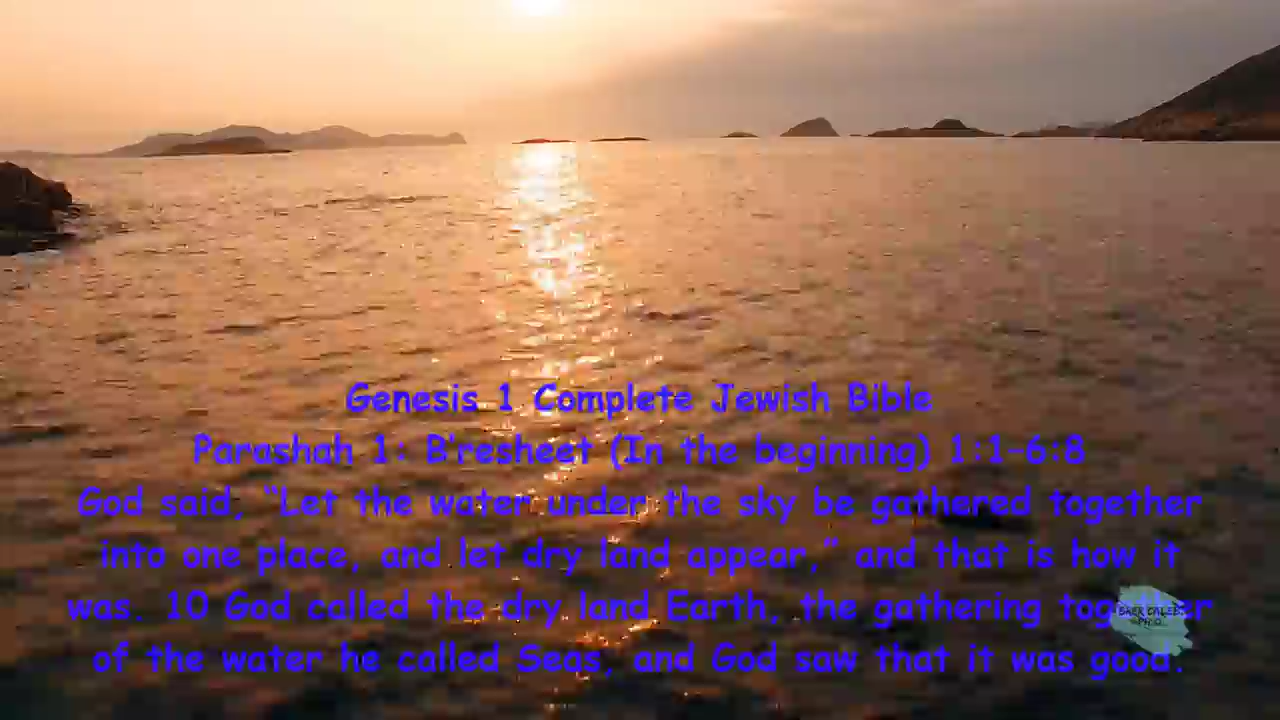 Genesis 1 Complete Jewish Bible
Parashah 1: B'resheet (In the beginning) 1:1-6:8
God said, “Let the water under the sky be gathered together
into one place, and let dry land appear,” and that is how it
was. 10 God called the dry land Earth, the gathering together
of the water he called Seas, and God saw that it was good.